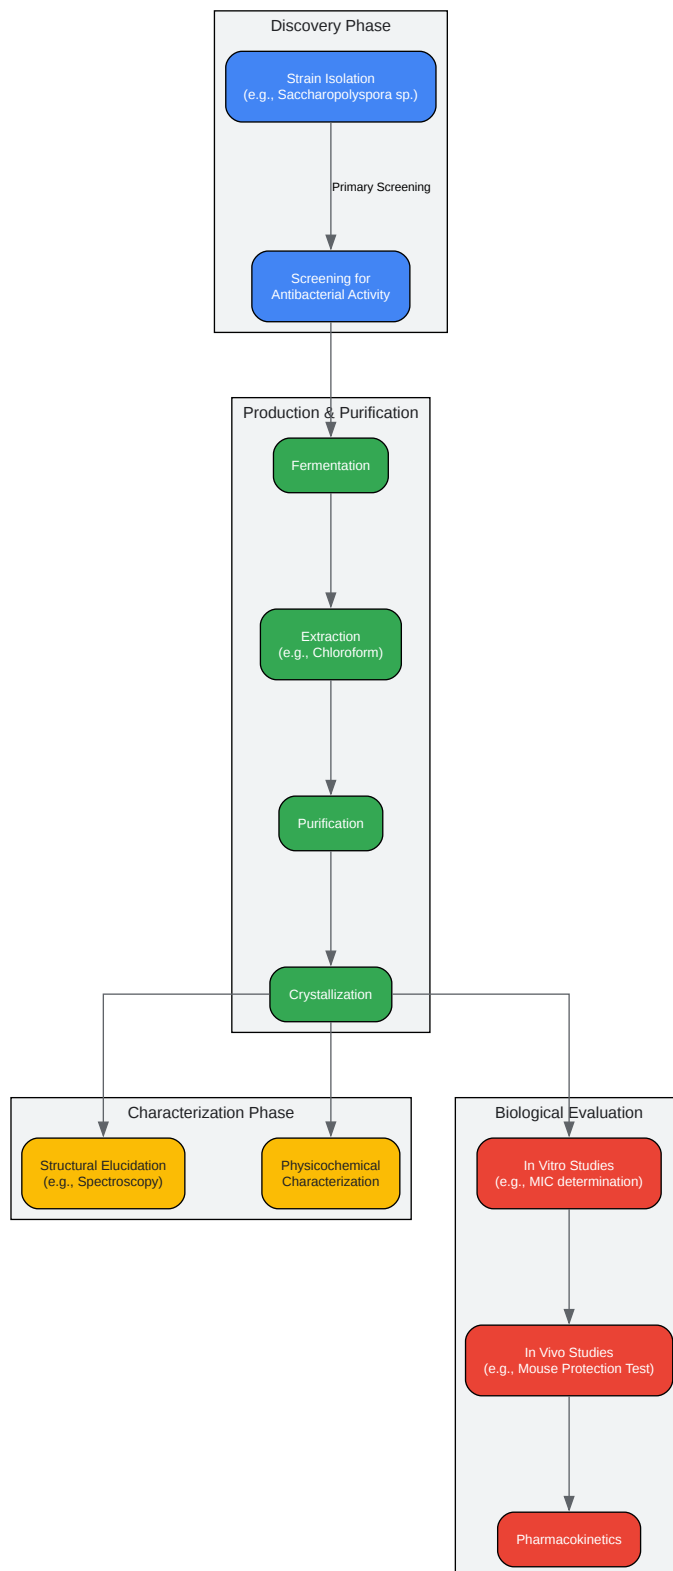 Discovery Phase
Strain Isolation
(e.g., Saccharopolyspora sp.)
Primary Screening
Screening for
Antibacterial Activity
Production & Purification
Fermentation
Extraction
(e.g., Chloroform)
Purification
Crystallization
Characterization Phase
Structural Elucidation
(e.g., Spectroscopy)
Physicochemical
Characterization
Biological Evaluation
In Vitro Studies
(e.g., MIC determination)
In Vivo Studies
(e.g., Mouse Protection Test)
Pharmacokinetics